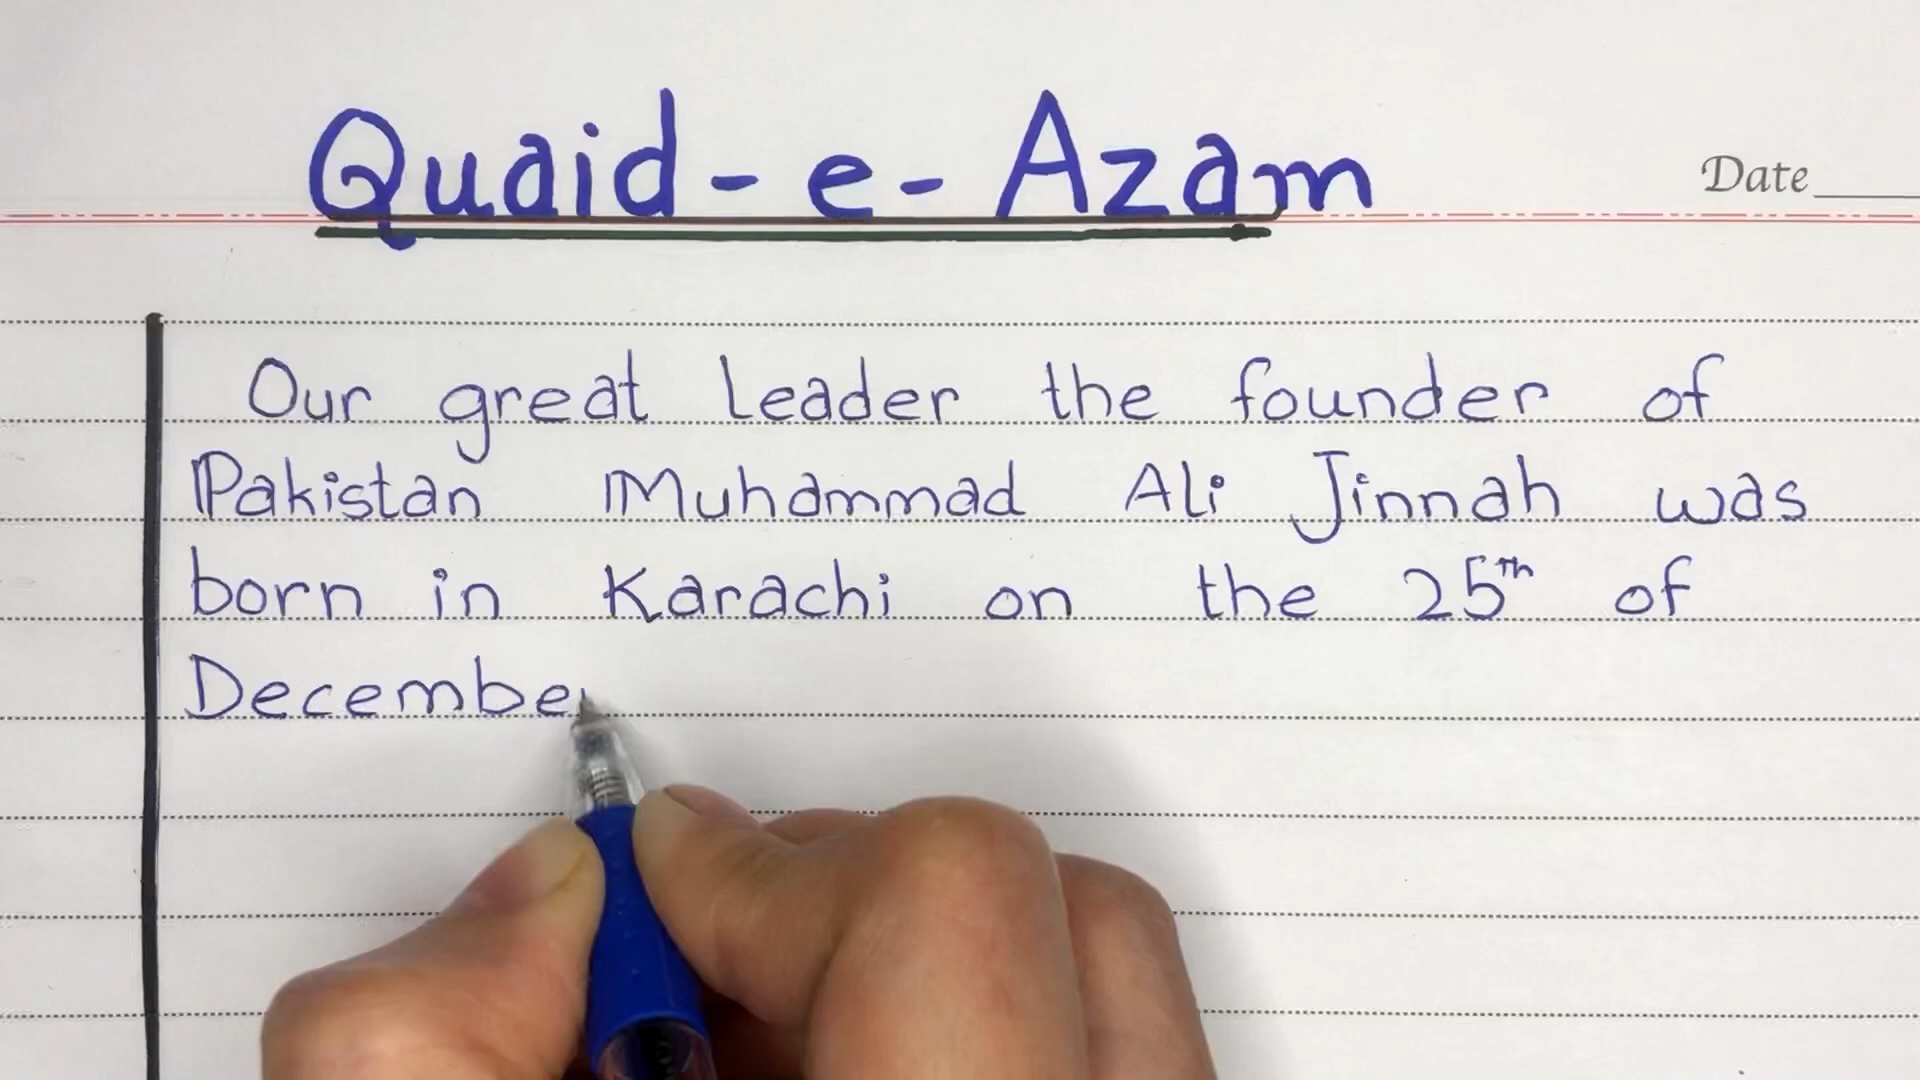 Quaid-e-Azam
Date
Our great leader the founder of
Pakistan Muhammad Ali Jinnah was
born in Karachi on the 25th of
December